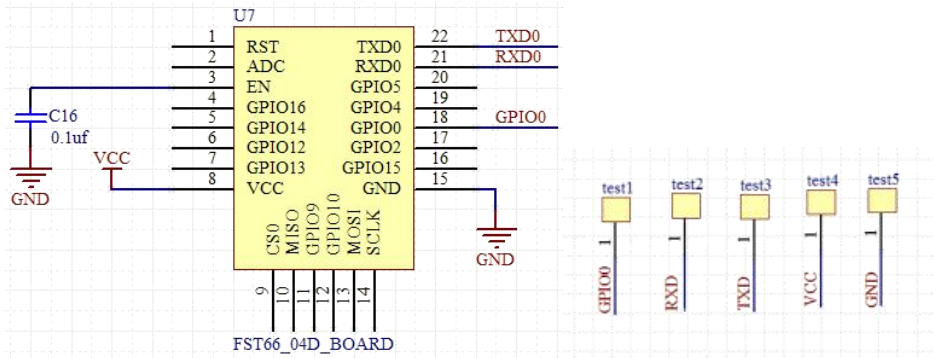 U7
1 RST TXD0 22 TXD0
2 ADC RXD0 21 RXD0
3 EN GPIO5 20
4 GPIO16 GPIO4 19
5 GPIO14 GPIO0 18 GPIO0
6 GPIO12 GPIO2 17
7 GPIO13 GPIO15 16
8 VCC GND 15
C16
0.1uf
GND
VCC
GND
CS0
MISO
GPIO9
GPIO10
MOSI
SCLK
9
10
11
12
13
14
FST66_04D_BOARD
test1 test2 test3 test4 test5
1 1 1 1 1
GPIO0
RXD
TXD
VCC
GND